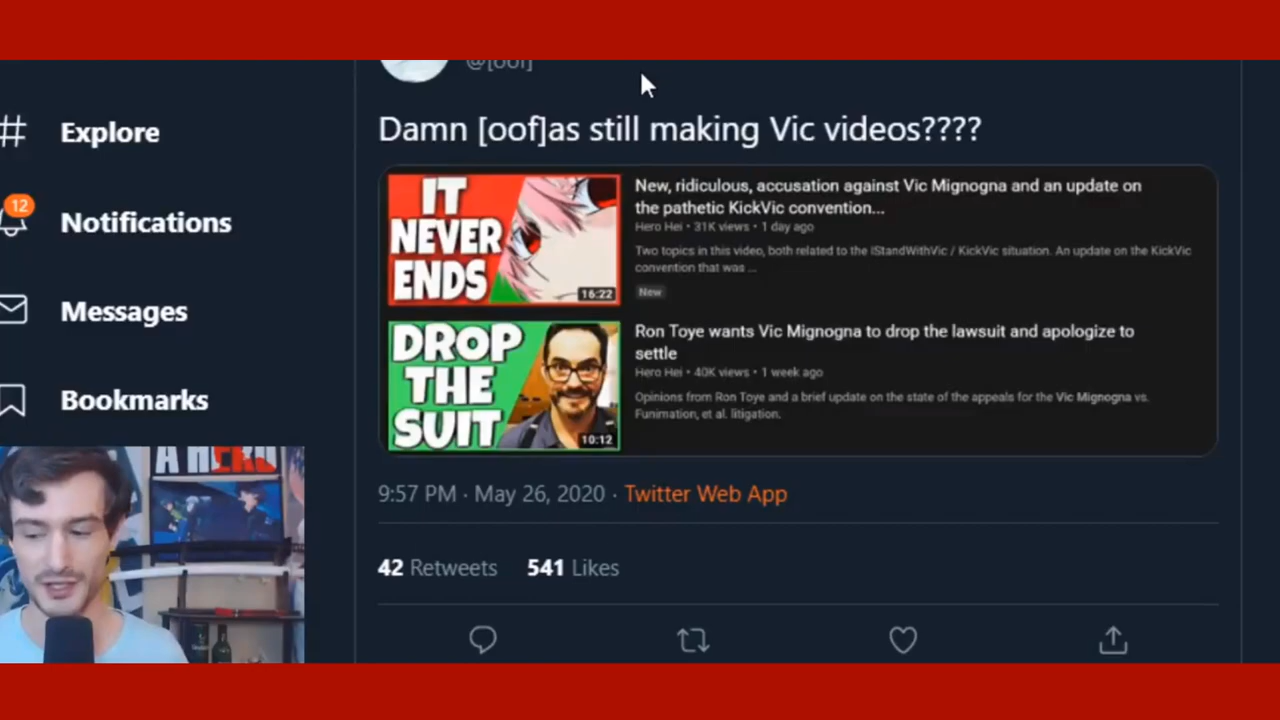 @[oof]
Explore
Damn [oof]as still making Vic videos????
12
Notifications
Messages
Bookmarks
IT
NEVER
ENDS
16:22
New, ridiculous, accusation against Vic Mignogna and an update on
the pathetic KickVic convention...
Hero Hei • 31K views • 1 day ago
Two topics in this video, both related to the IStandWithVic / KickVic situation. An update on the KickVic
convention that was ...
New
DROP
THE
SUIT
10:12
Ron Toye wants Vic Mignogna to drop the lawsuit and apologize to
settle
Hero Hei • 40K views • 1 week ago
Opinions from Ron Toye and a brief update on the state of the appeals for the Vic Mignogna vs.
Funimation, et al. litigation.
9:57 PM · May 26, 2020 · Twitter Web App
42 Retweets 541 Likes
A HERO